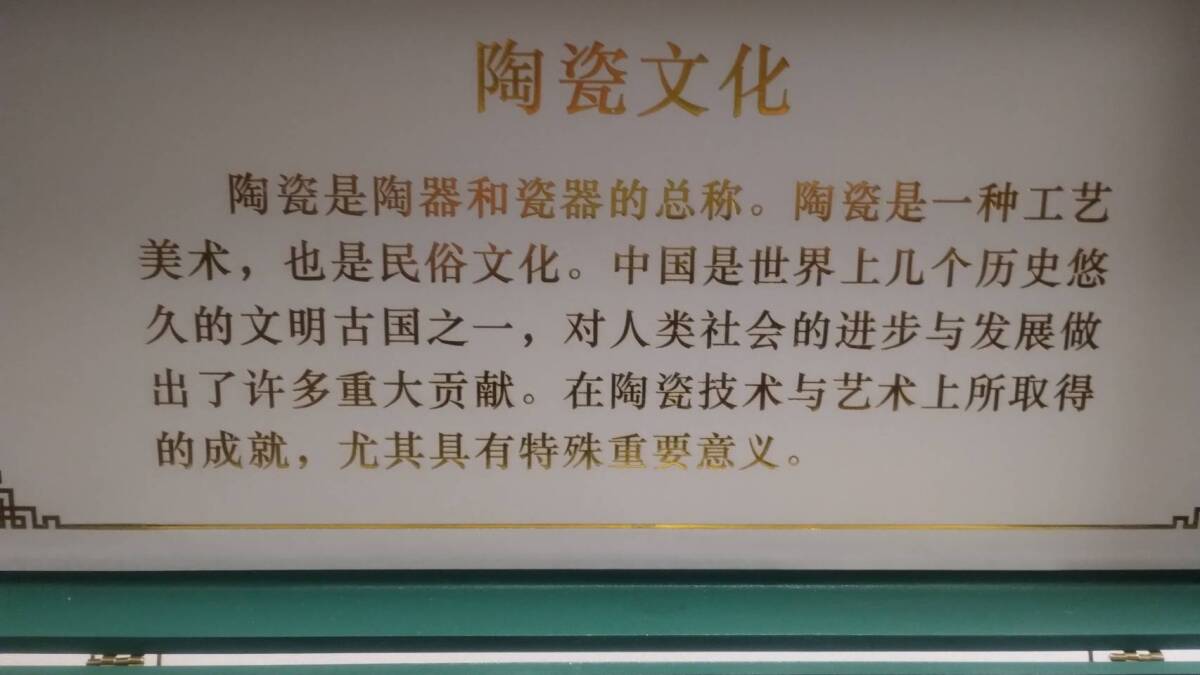 陶瓷文化
陶瓷是陶器和瓷器的总称。陶瓷是一种工艺
美术，也是民俗文化。中国是世界上几个历史悠
久的文明古国之一，对人类社会的进步与发展做
出了许多重大贡献。在陶瓷技术与艺术上所取得
的成就，尤其具有特殊重要意义。